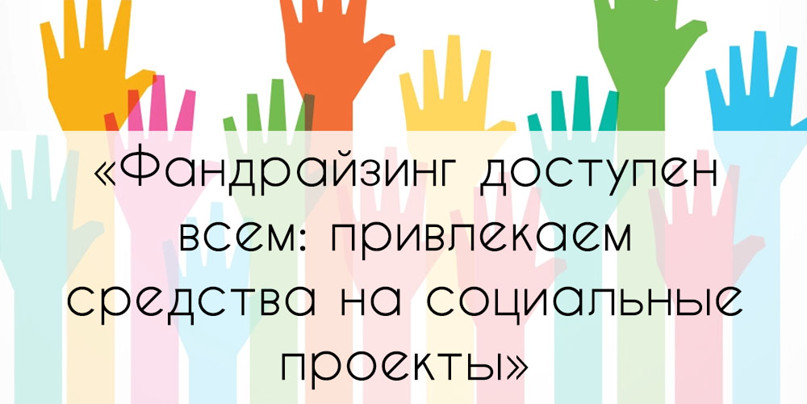 «Фандрайзинг доступен
всем: привлекаем
средства на социальные
проекты»